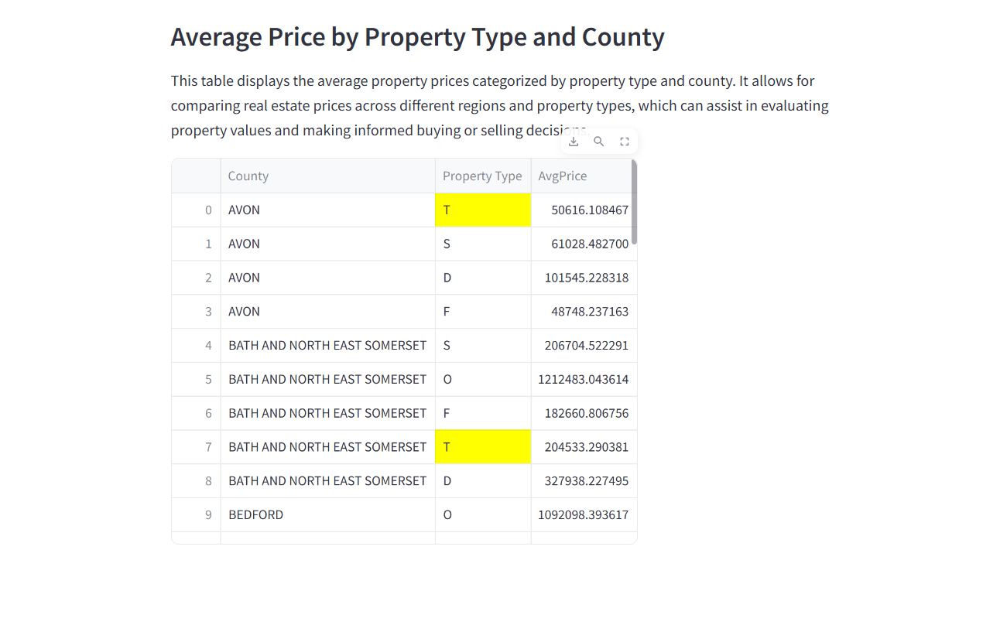 Average Price by Property Type and County
This table displays the average property prices categorized by property type and county. It allows for
comparing real estate prices across different regions and property types, which can assist in evaluating
property values and making informed buying or selling decisions.
County Property Type AvgPrice
0 AVON T 50616.108467
1 AVON S 61028.482700
2 AVON D 101545.228318
3 AVON F 48748.237163
4 BATH AND NORTH EAST SOMERSET S 206704.522291
5 BATH AND NORTH EAST SOMERSET O 1212483.043614
6 BATH AND NORTH EAST SOMERSET F 182660.806756
7 BATH AND NORTH EAST SOMERSET T 204533.290381
8 BATH AND NORTH EAST SOMERSET D 327938.227495
9 BEDFORD O 1092098.393617